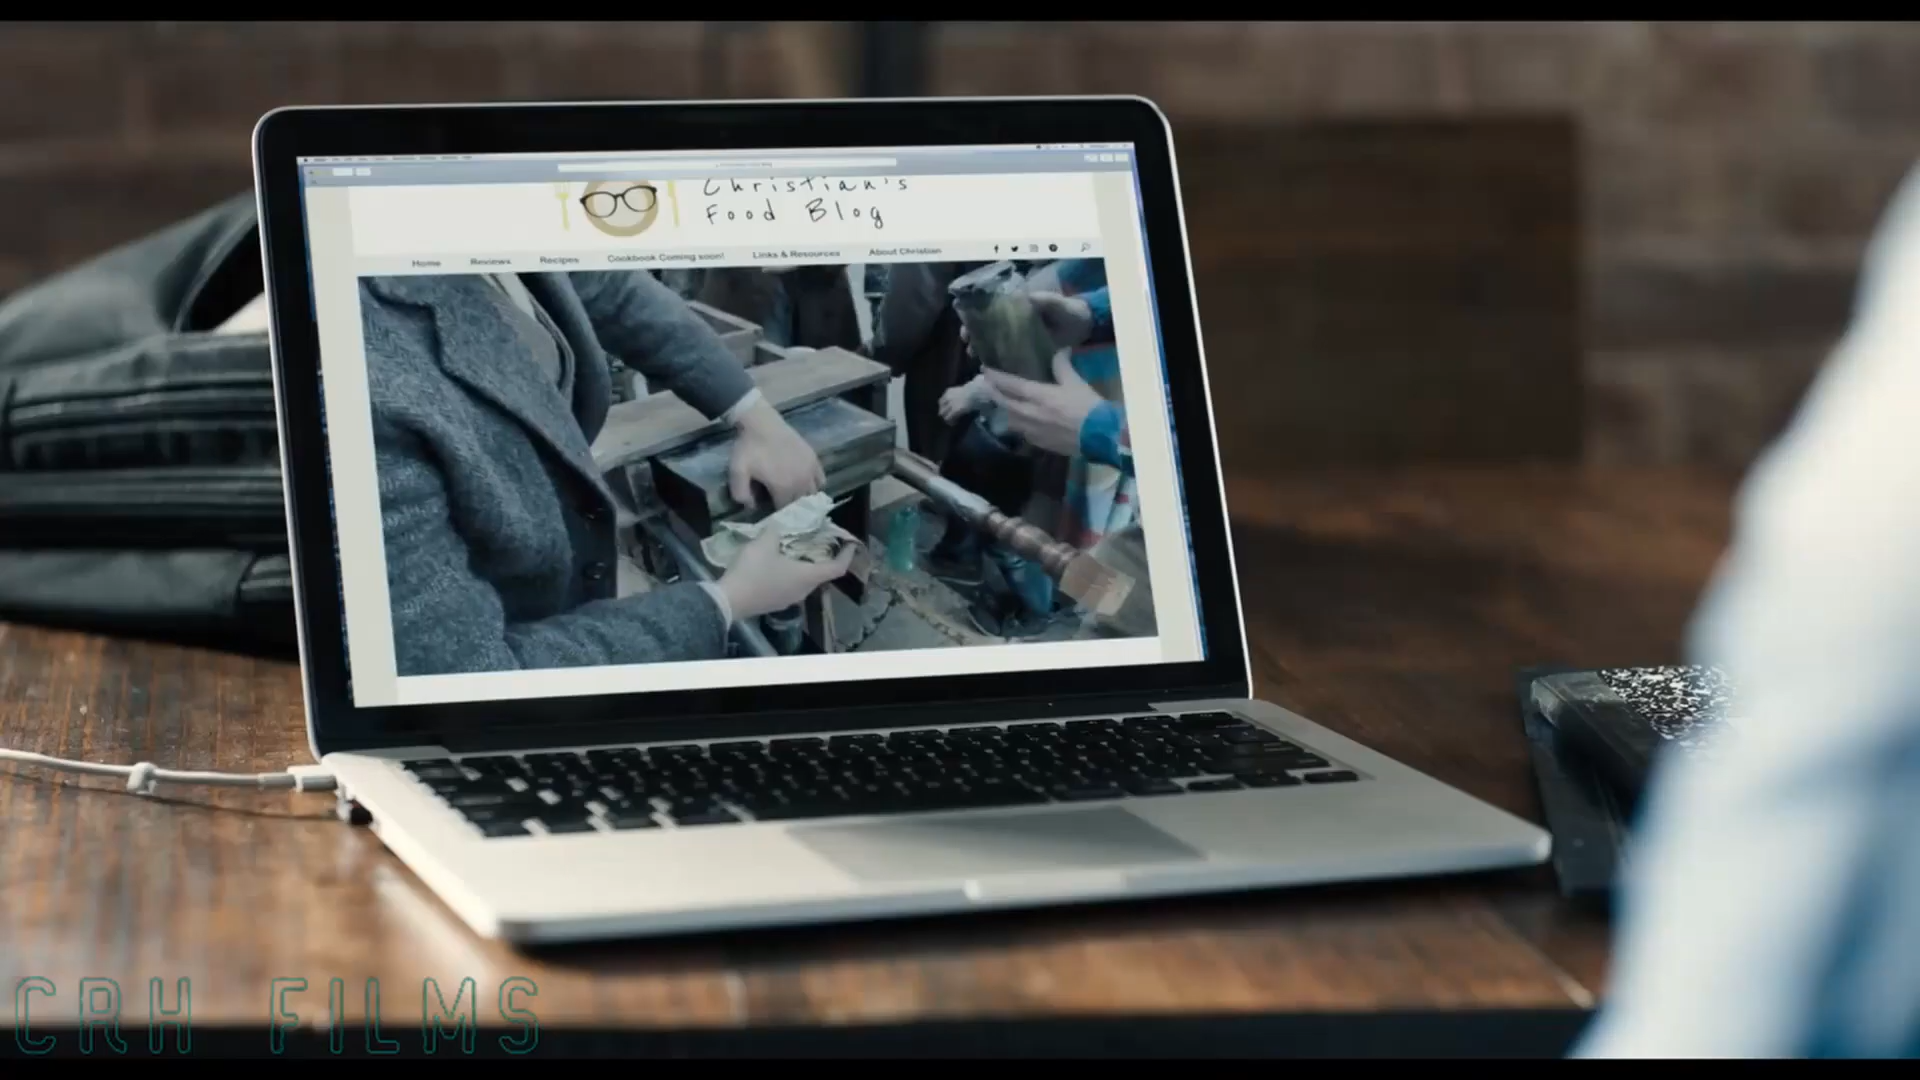 Christian's
Food Blog
Home Reviews Recipes Cookbook Coming soon! Links & Resources About Christian
CRH FILMS